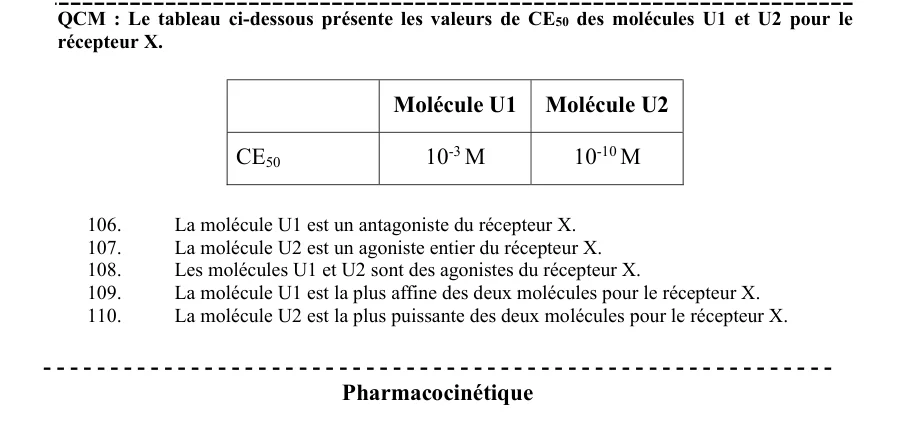 QCM : Le tableau ci-dessous présente les valeurs de CE50 des molécules U1 et U2 pour le
récepteur X.
Molécule U1 Molécule U2
CE50 10-3 M 10-10 M
106. La molécule U1 est un antagoniste du récepteur X.
107. La molécule U2 est un agoniste entier du récepteur X.
108. Les molécules U1 et U2 sont des agonistes du récepteur X.
109. La molécule U1 est la plus affine des deux molécules pour le récepteur X.
110. La molécule U2 est la plus puissante des deux molécules pour le récepteur X.
Pharmacocinétique